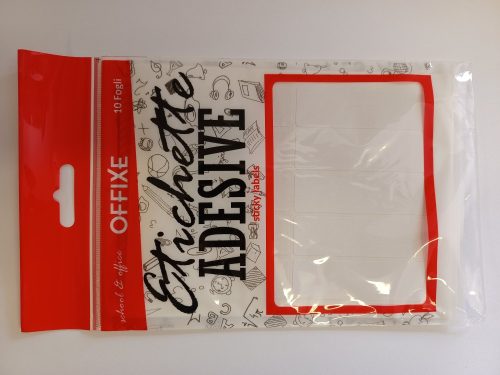 school & office
OFFIXE
10 Fogli
Etichette
ADESIVE
sticky labels